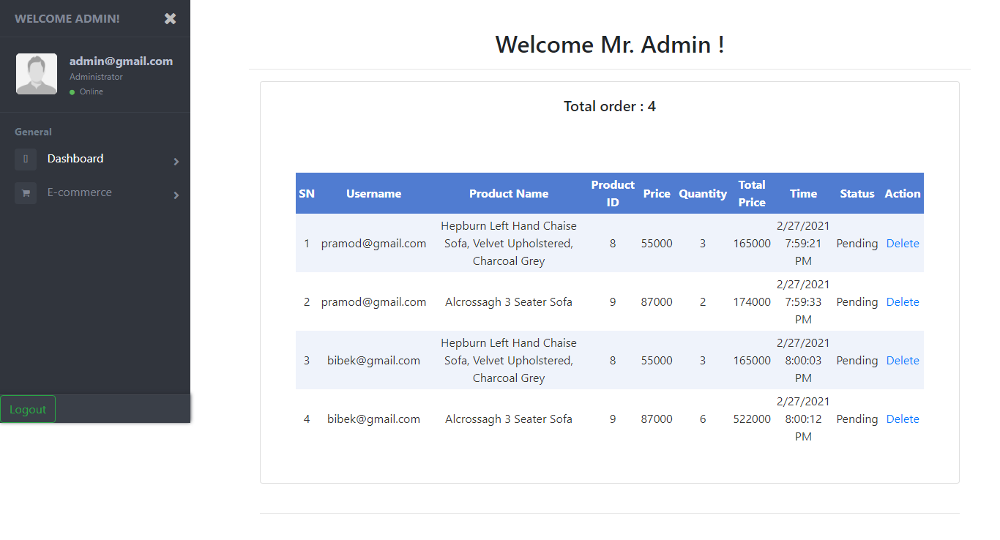 WELCOME ADMIN!
admin@gmail.com
Administrator
Online
General
Dashboard
E-commerce
Logout
Welcome Mr. Admin !
Total order : 4
SN Username Product Name Product ID Price Quantity Total Price Time Status Action
1 pramod@gmail.com Hepburn Left Hand Chaise Sofa, Velvet Upholstered, Charcoal Grey 8 55000 3 165000 2/27/2021 7:59:21 PM Pending Delete
2 pramod@gmail.com Alcrossagh 3 Seater Sofa 9 87000 2 174000 2/27/2021 7:59:33 PM Pending Delete
3 bibek@gmail.com Hepburn Left Hand Chaise Sofa, Velvet Upholstered, Charcoal Grey 8 55000 3 165000 2/27/2021 8:00:03 PM Pending Delete
4 bibek@gmail.com Alcrossagh 3 Seater Sofa 9 87000 6 522000 2/27/2021 8:00:12 PM Pending Delete